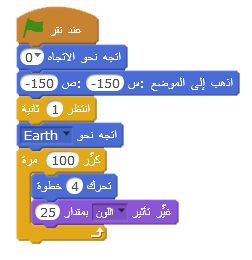 عند نقر
اتجه نحو الاتجاه 0
اذهب إلى الموضع س: -150 ص: -150
انتظر 1 ثانية
اتجه نحو Earth
كرِّر 100 مرة
تحرك 4 خطوة
غيِّر تأثير اللون بمقدار 25